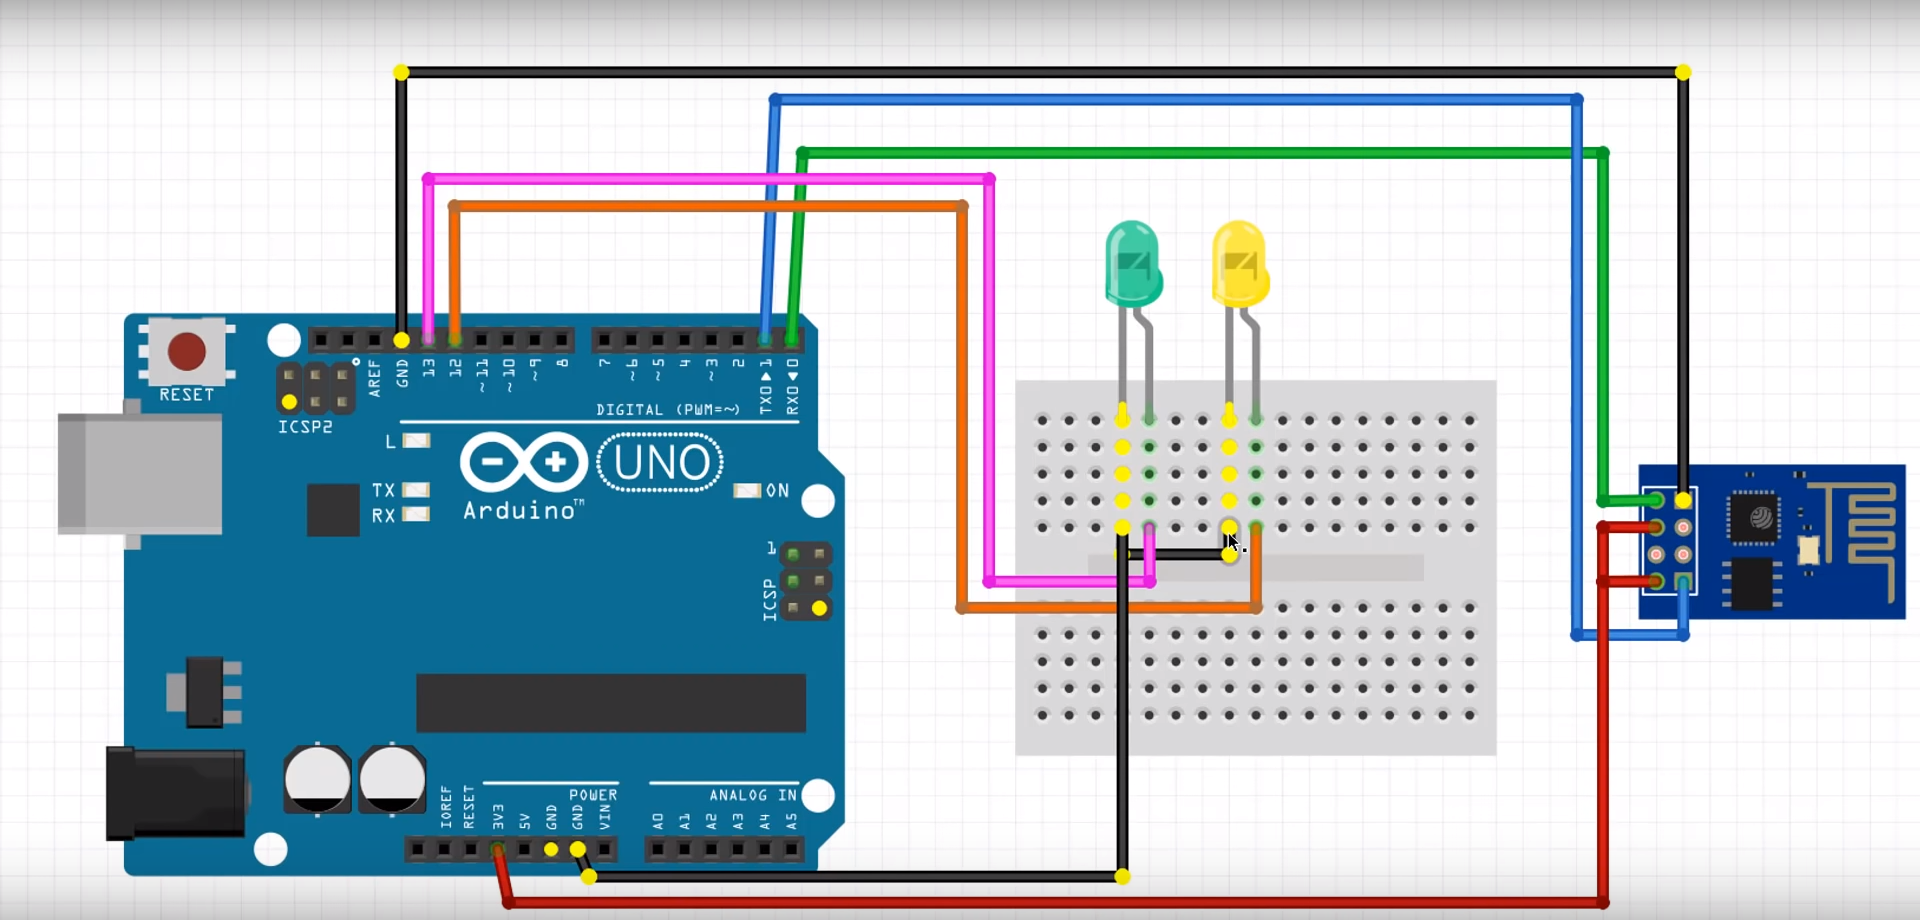 RESET
ICSP2
AREF
GND
13
12
~11
~10
~9
8
7
~6
~5
4
~3
2
TX0▶1
RX0◀0
DIGITAL (PWM=~)
L
TX
RX
UNO
ON
Arduino™
1
ICSP
POWER
ANALOG IN
IOREF
RESET
3V3
5V
GND
GND
VIN
A0
A1
A2
A3
A4
A5